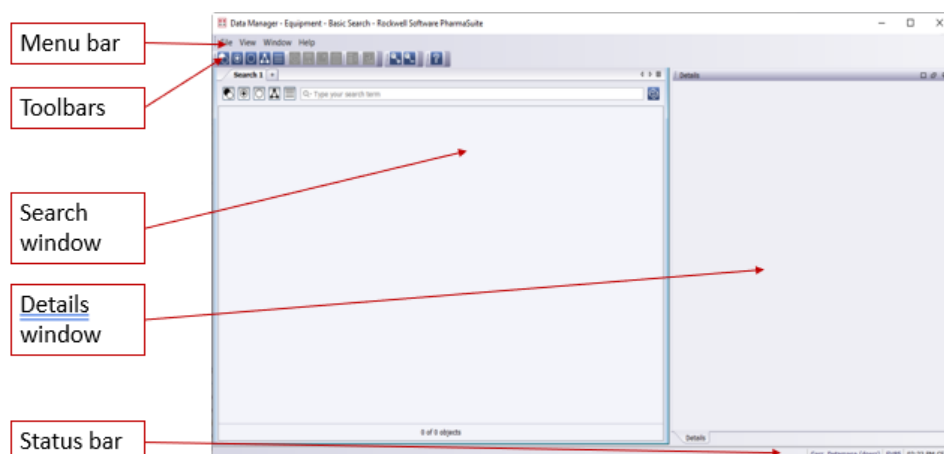 Data Manager - Equipment - Basic Search - Rockwell Software PharmaSuite
Menu bar
File View Window Help
Toolbars
Search 1
Details
Type your search term
Search
window
Details
window
0 of 0 objects
Details
Status bar